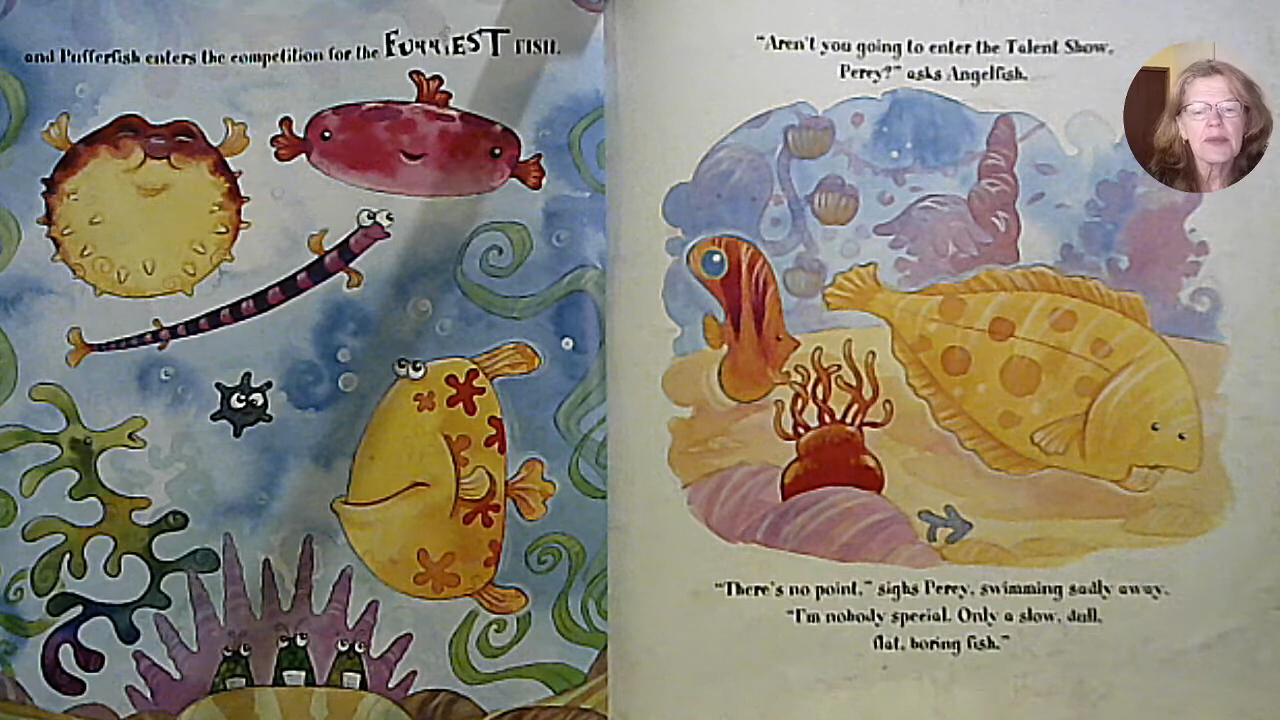 and Pufferfish enters the competition for the FUNNIEST FISH.
"Aren't you going to enter the Talent Show,
Percy?" asks Angelfish.
"There's no point," sighs Percy, swimming sadly away.
"I'm nobody special. Only a slow, dull,
flat, boring fish."